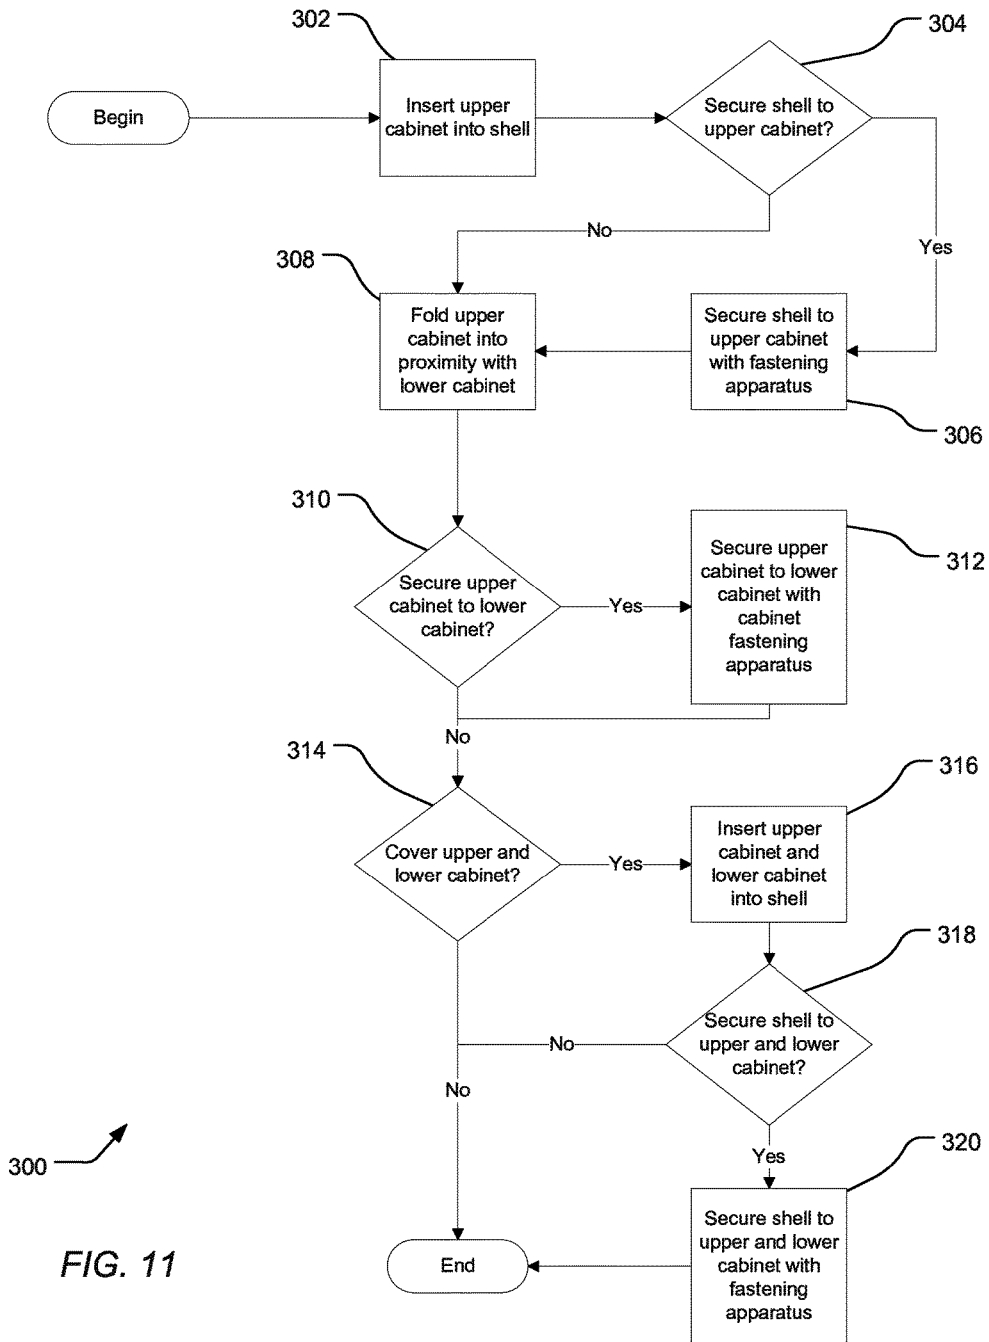 302
304
Begin
Insert upper
cabinet into shell
Secure shell to
upper cabinet?
No
Yes
308
Fold upper
cabinet into
proximity with
lower cabinet
Secure shell to
upper cabinet
with fastening
apparatus
306
310
312
Secure upper
cabinet to lower
cabinet?
Yes
Secure upper
cabinet to lower
cabinet with
cabinet
fastening
apparatus
No
314
316
Cover upper and
lower cabinet?
Yes
Insert upper
cabinet and
lower cabinet
into shell
318
Secure shell to
upper and lower
cabinet?
No
No
Yes
300
320
Secure shell to
upper and lower
cabinet with
fastening
apparatus
End
FIG. 11